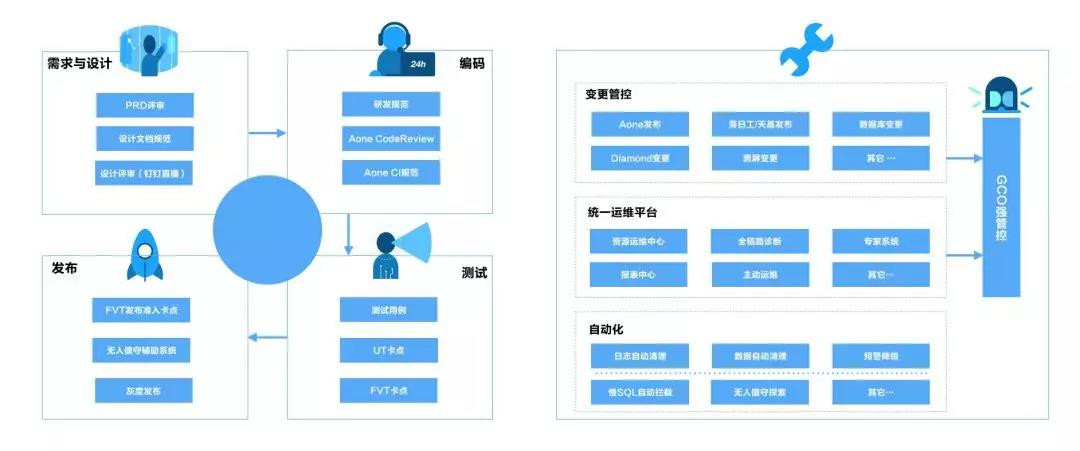 需求与设计
PRD评审
设计文档规范
设计评审（钉钉直播）
24h
编码
研发规范
Aone CodeReview
Aone CI规范
发布
FVT发布准入卡点
无人值守辅助系统
灰度发布
测试
测试用例
UT卡点
FVT卡点
变更管控
Aone发布
落日工/天基发布
数据库变更
Diamond变更
黑屏变更
其它…
统一运维平台
资源运维中心
全链路诊断
专家系统
报表中心
主动运维
其它…
自动化
日志自动清理
数据自动清理
预警降级
慢SQL自动拦截
无人值守探索
其它…
GCO强管控